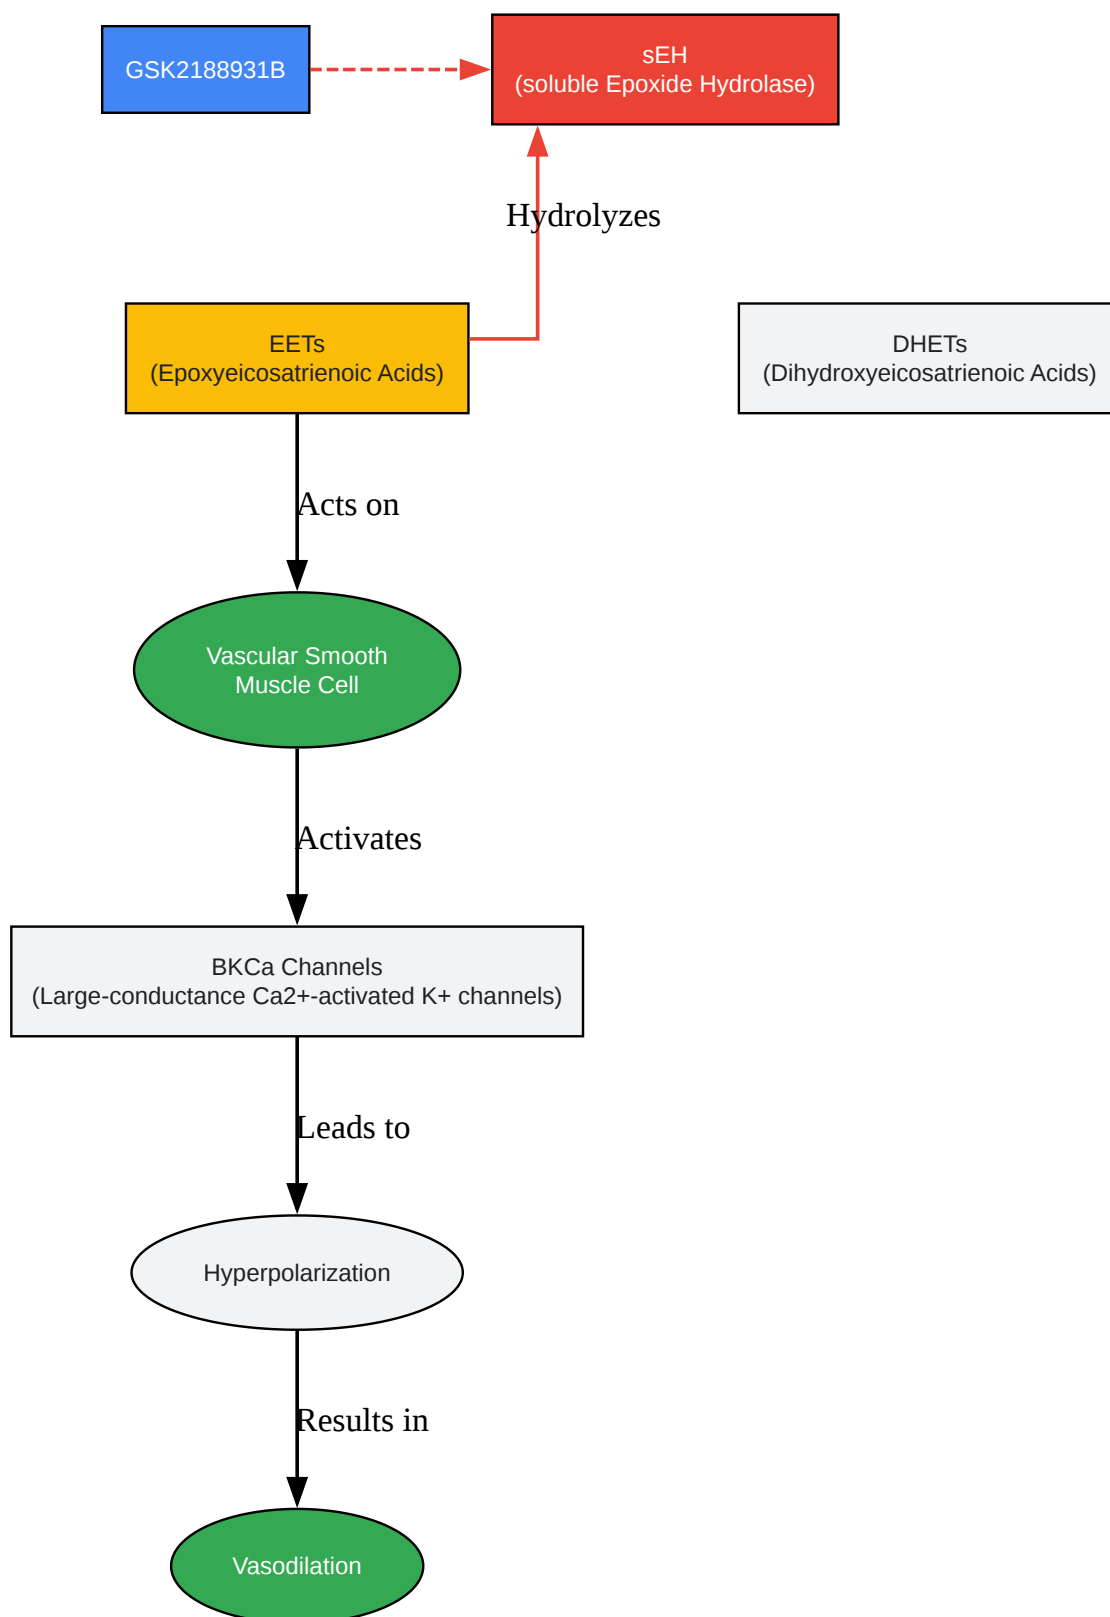 GSK2188931B
sEH
(soluble Epoxide Hydrolase)
Hydrolyzes
EETs
(Epoxyeicosatrienoic Acids)
DHETs
(Dihydroxyeicosatrienoic Acids)
Acts on
Vascular Smooth
Muscle Cell
Activates
BKCa Channels
(Large-conductance Ca2+-activated K+ channels)
Leads to
Hyperpolarization
Results in
Vasodilation